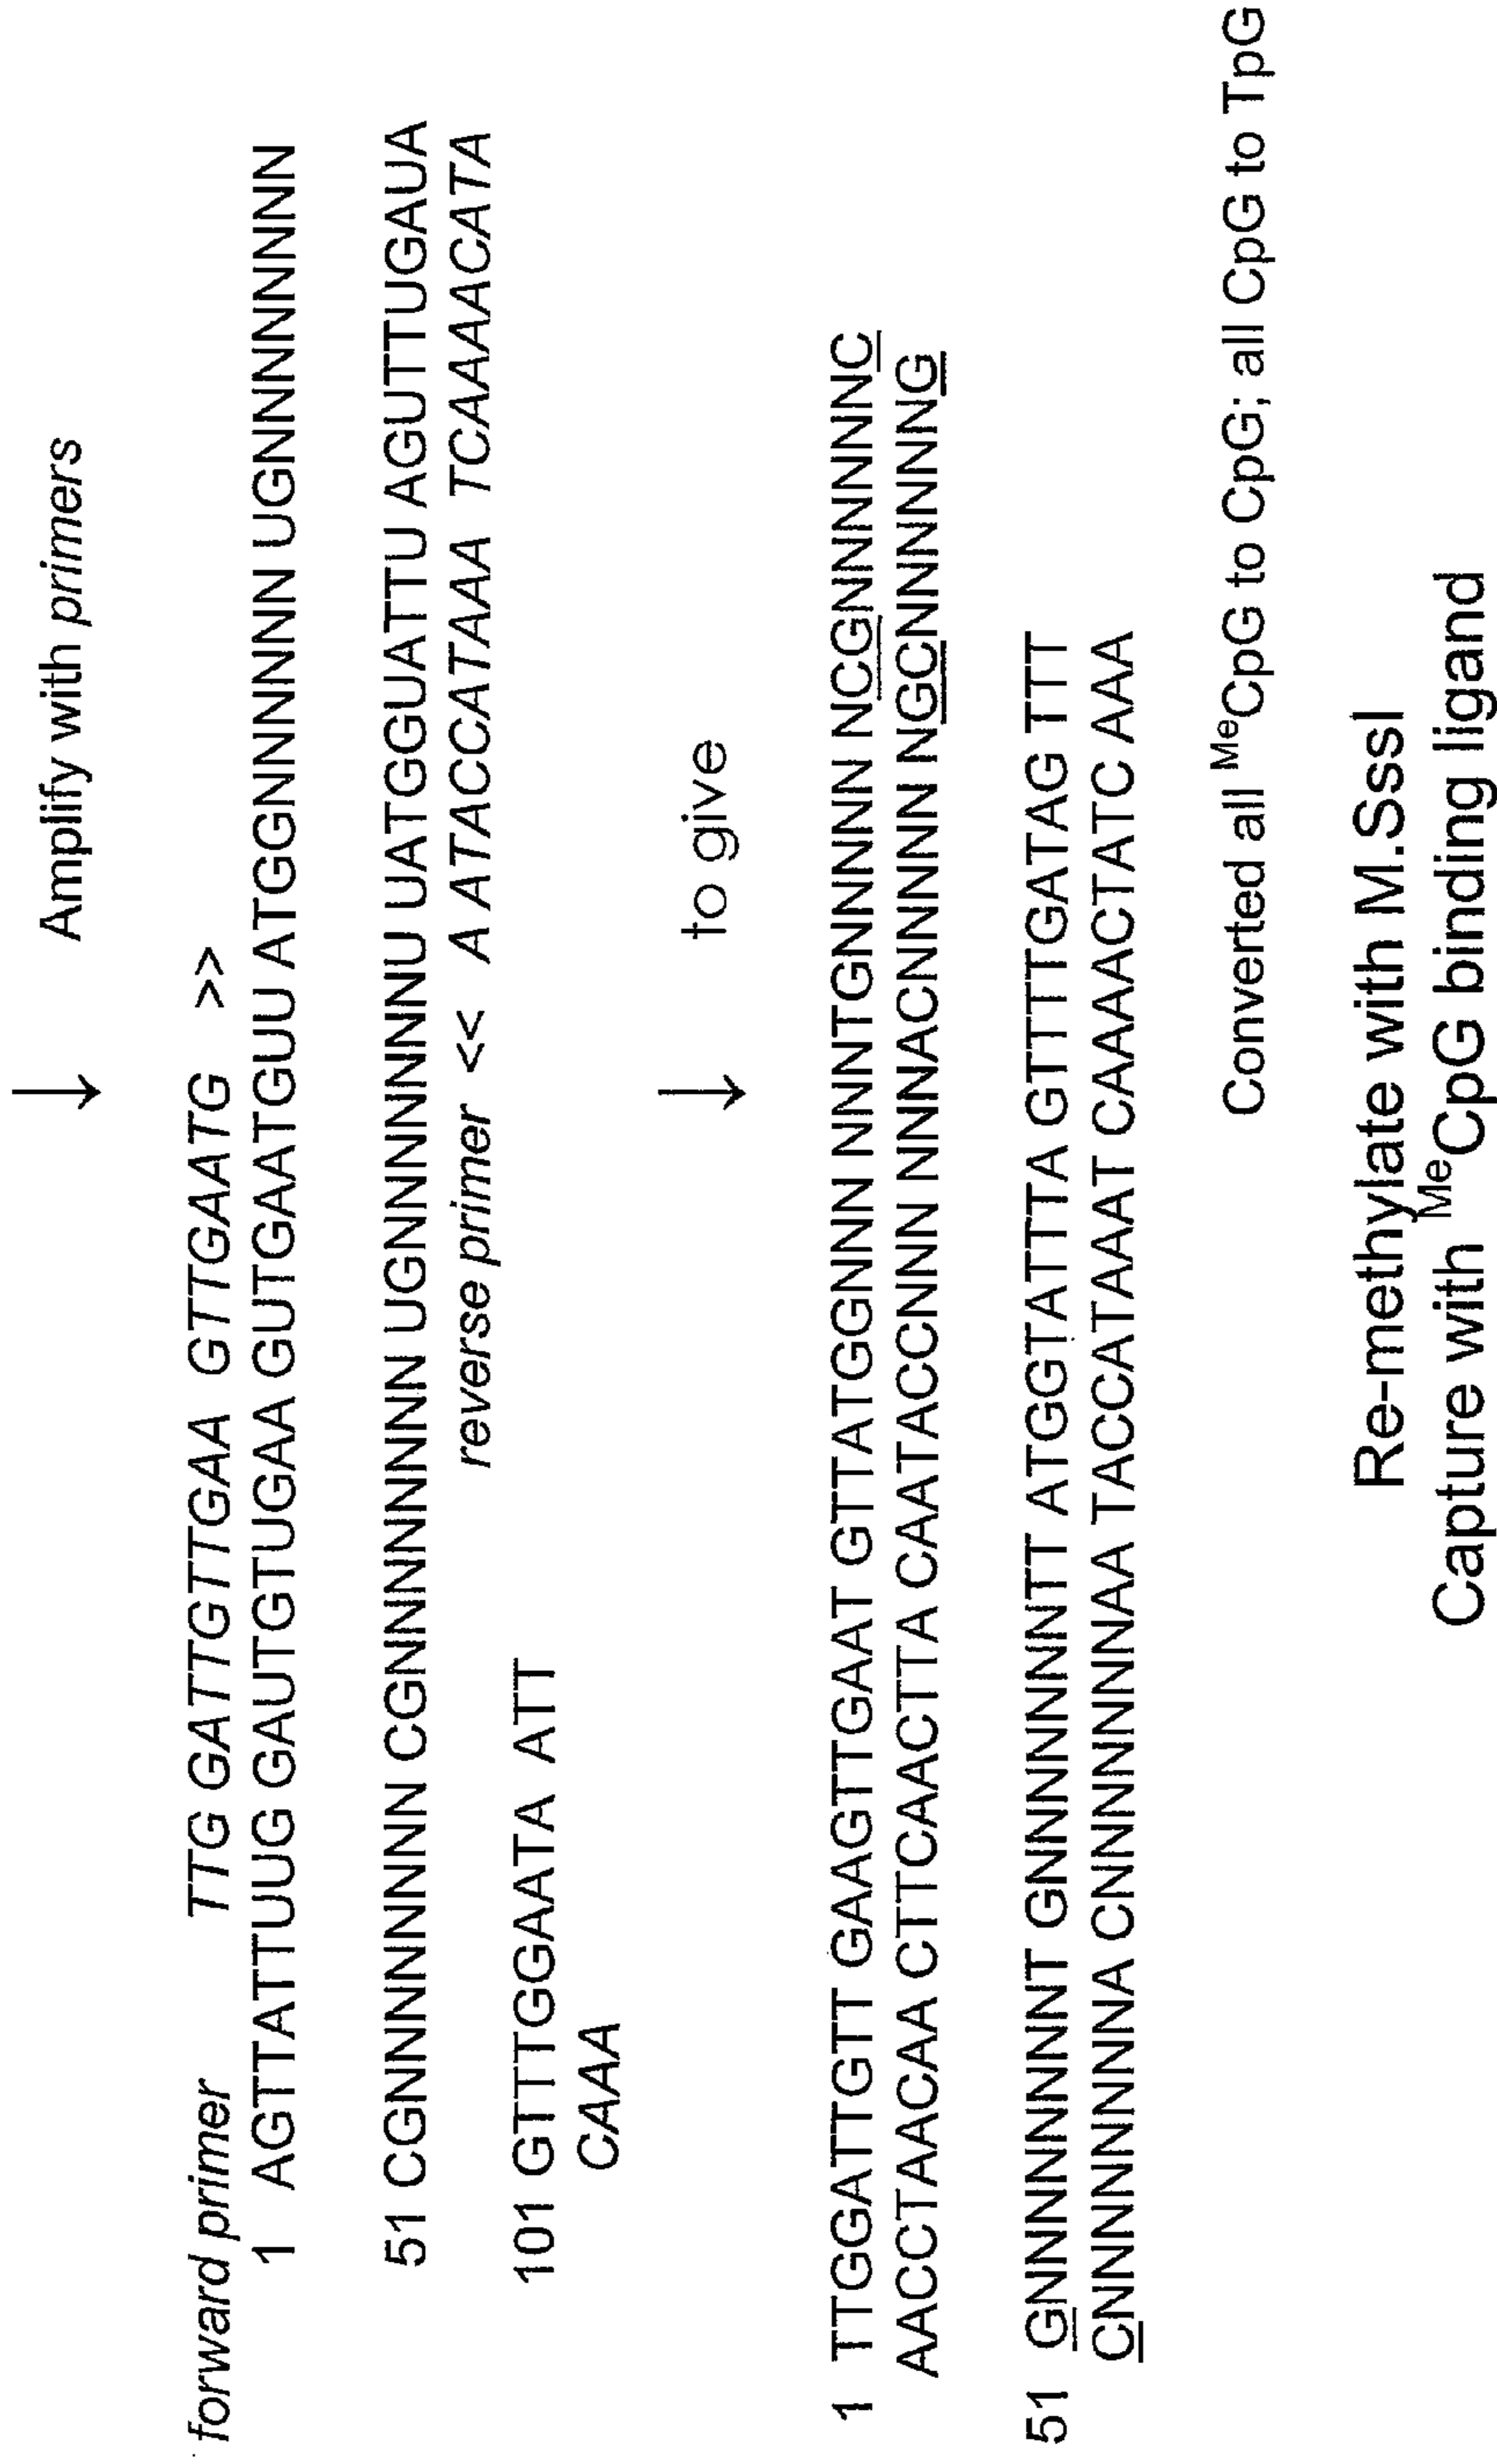 Amplify with primers
↓
forward primer TTG GATTGTTGAA GTTGAATG >>
1 AGTTATTUUG GAUTGTUGAA GUTGAATGUU ATGGNNNNNN UGNNNNNNNN
51 CGNNNNNNNN CGNNNNNNNN UGNNNNNNNU UATGGUATTU AGUTTUGAUA
reverse primer << A ATACCATAAA TCAAAACATA
101 GTTTGGAATA ATT
CAAA
↓ to give
1 TTGGATTGTT GAAGTTGAAT GTTATGGNNN NNNTGNNNNN NCGNNNNNNC
AACCTAACAA CTTCAACTTA CAATACCNNN NNNACNNNNN NGCNNNNNNG
51 GNNNNNNNNT GNNNNNNNTT ATGGTATTTA GTTTTGATAG TTT
CNNNNNNNNA CNNNNNNNAA TACCATAAAT CAAAACTATC AAA
Converted all MeCpG to CpG; all CpG to TpG
Re-methylate with M.SssI
Capture with MeCpG binding ligand